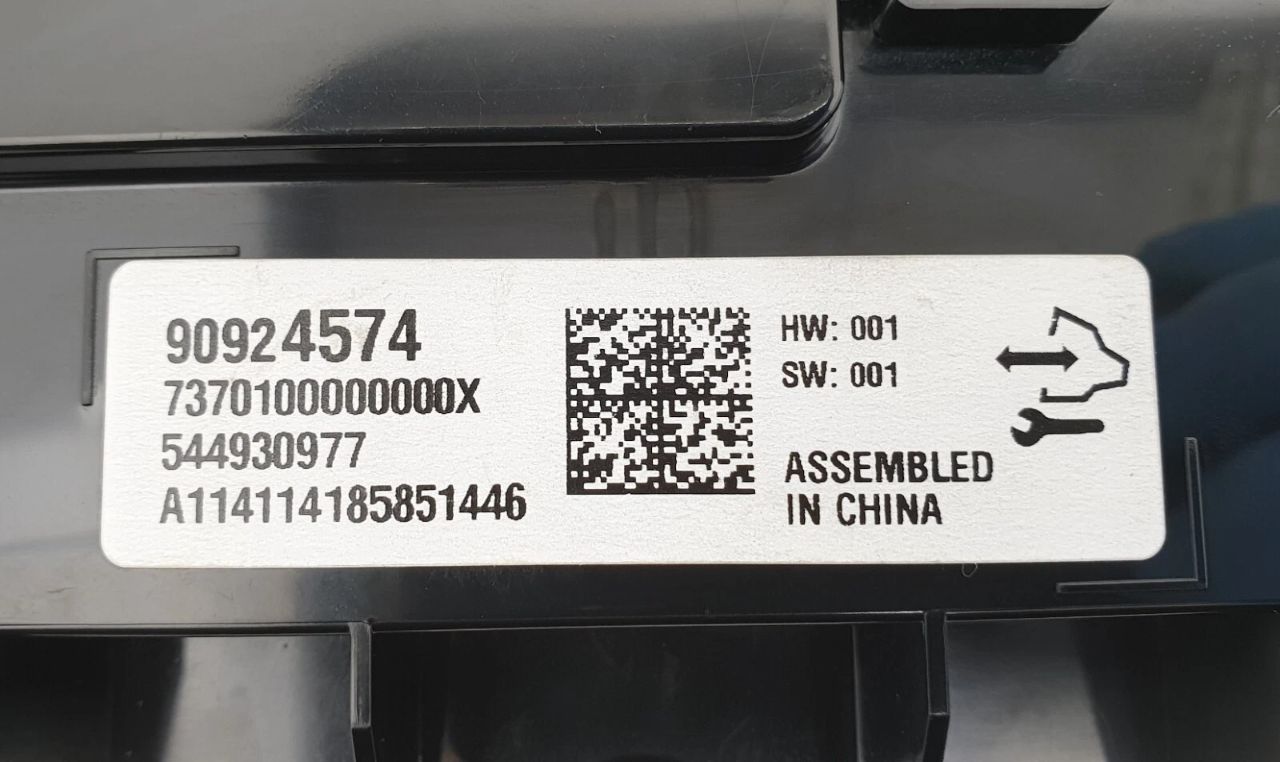 90924574
7370100000000X
544930977
A114114185851446
HW: 001
SW: 001
ASSEMBLED
IN CHINA